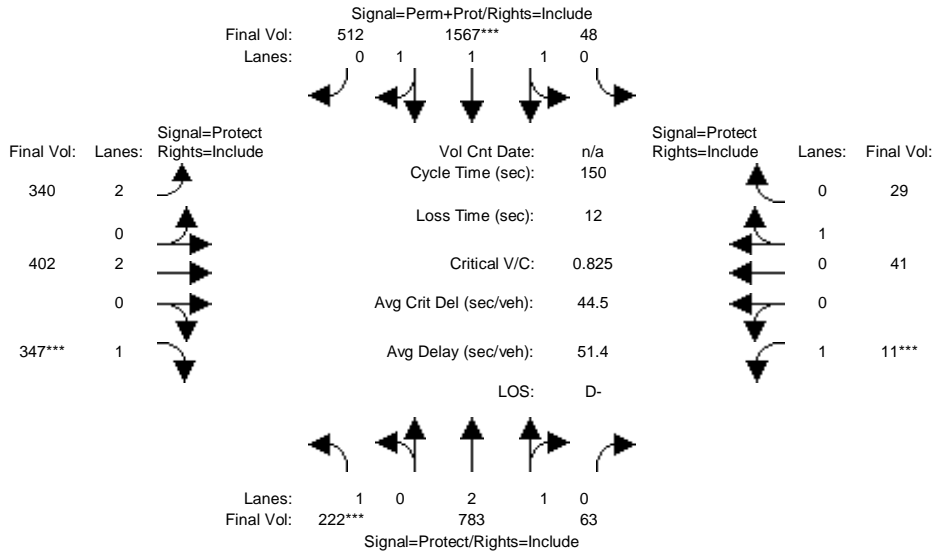 Signal=Perm+Prot/Rights=Include
Final Vol: 512 1567*** 48
Lanes: 0 1 1 1 0
Signal=Protect Signal=Protect
Final Vol: Lanes: Rights=Include Vol Cnt Date: n/a Rights=Include Lanes: Final Vol:
Cycle Time (sec): 150
340 2 0 29
Loss Time (sec): 12
0 1
402 2 Critical V/C: 0.825 0 41
0 Avg Crit Del (sec/veh): 44.5 0
347*** 1 Avg Delay (sec/veh): 51.4 1 11***
LOS: D-
Lanes: 1 0 2 1 0
Final Vol: 222*** 783 63
Signal=Protect/Rights=Include